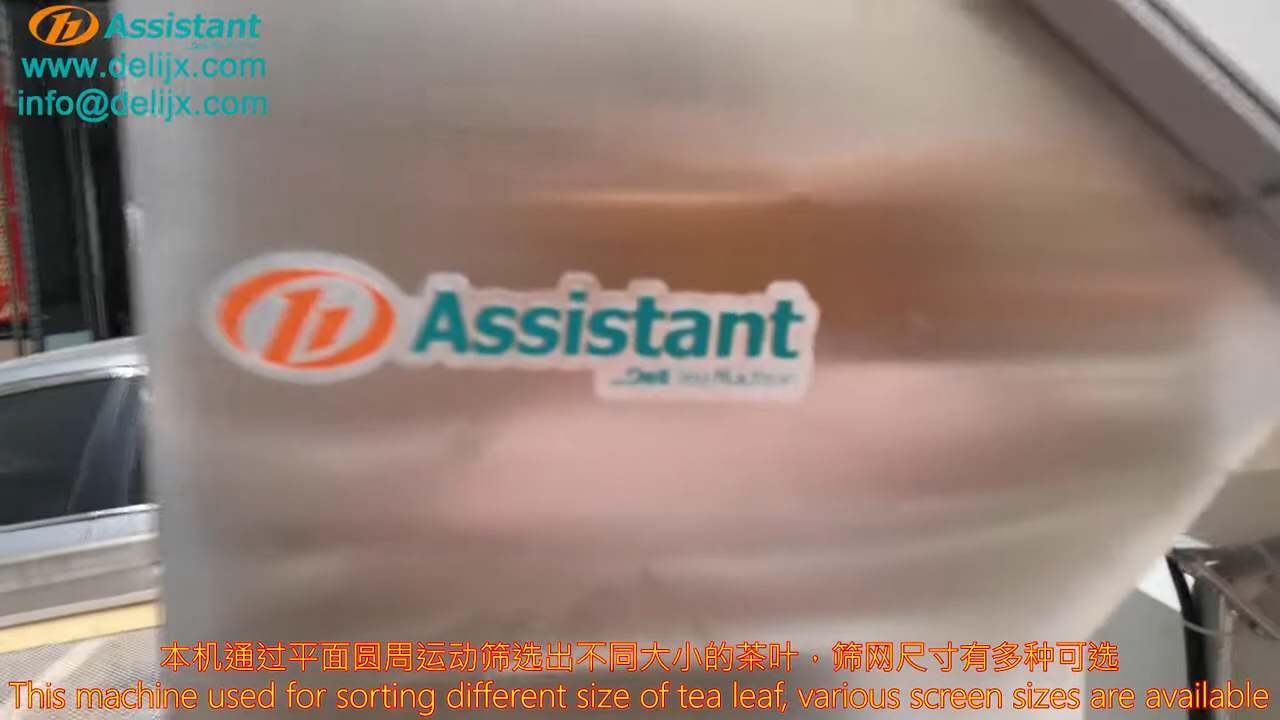 Assistant
www.delijx.com
info@delijx.com
Assistant
...Deli
本机通过平面圆周运动筛选出不同大小的茶叶，筛网尺寸有多种可选
This machine used for sorting different size of tea leaf, various screen sizes are available